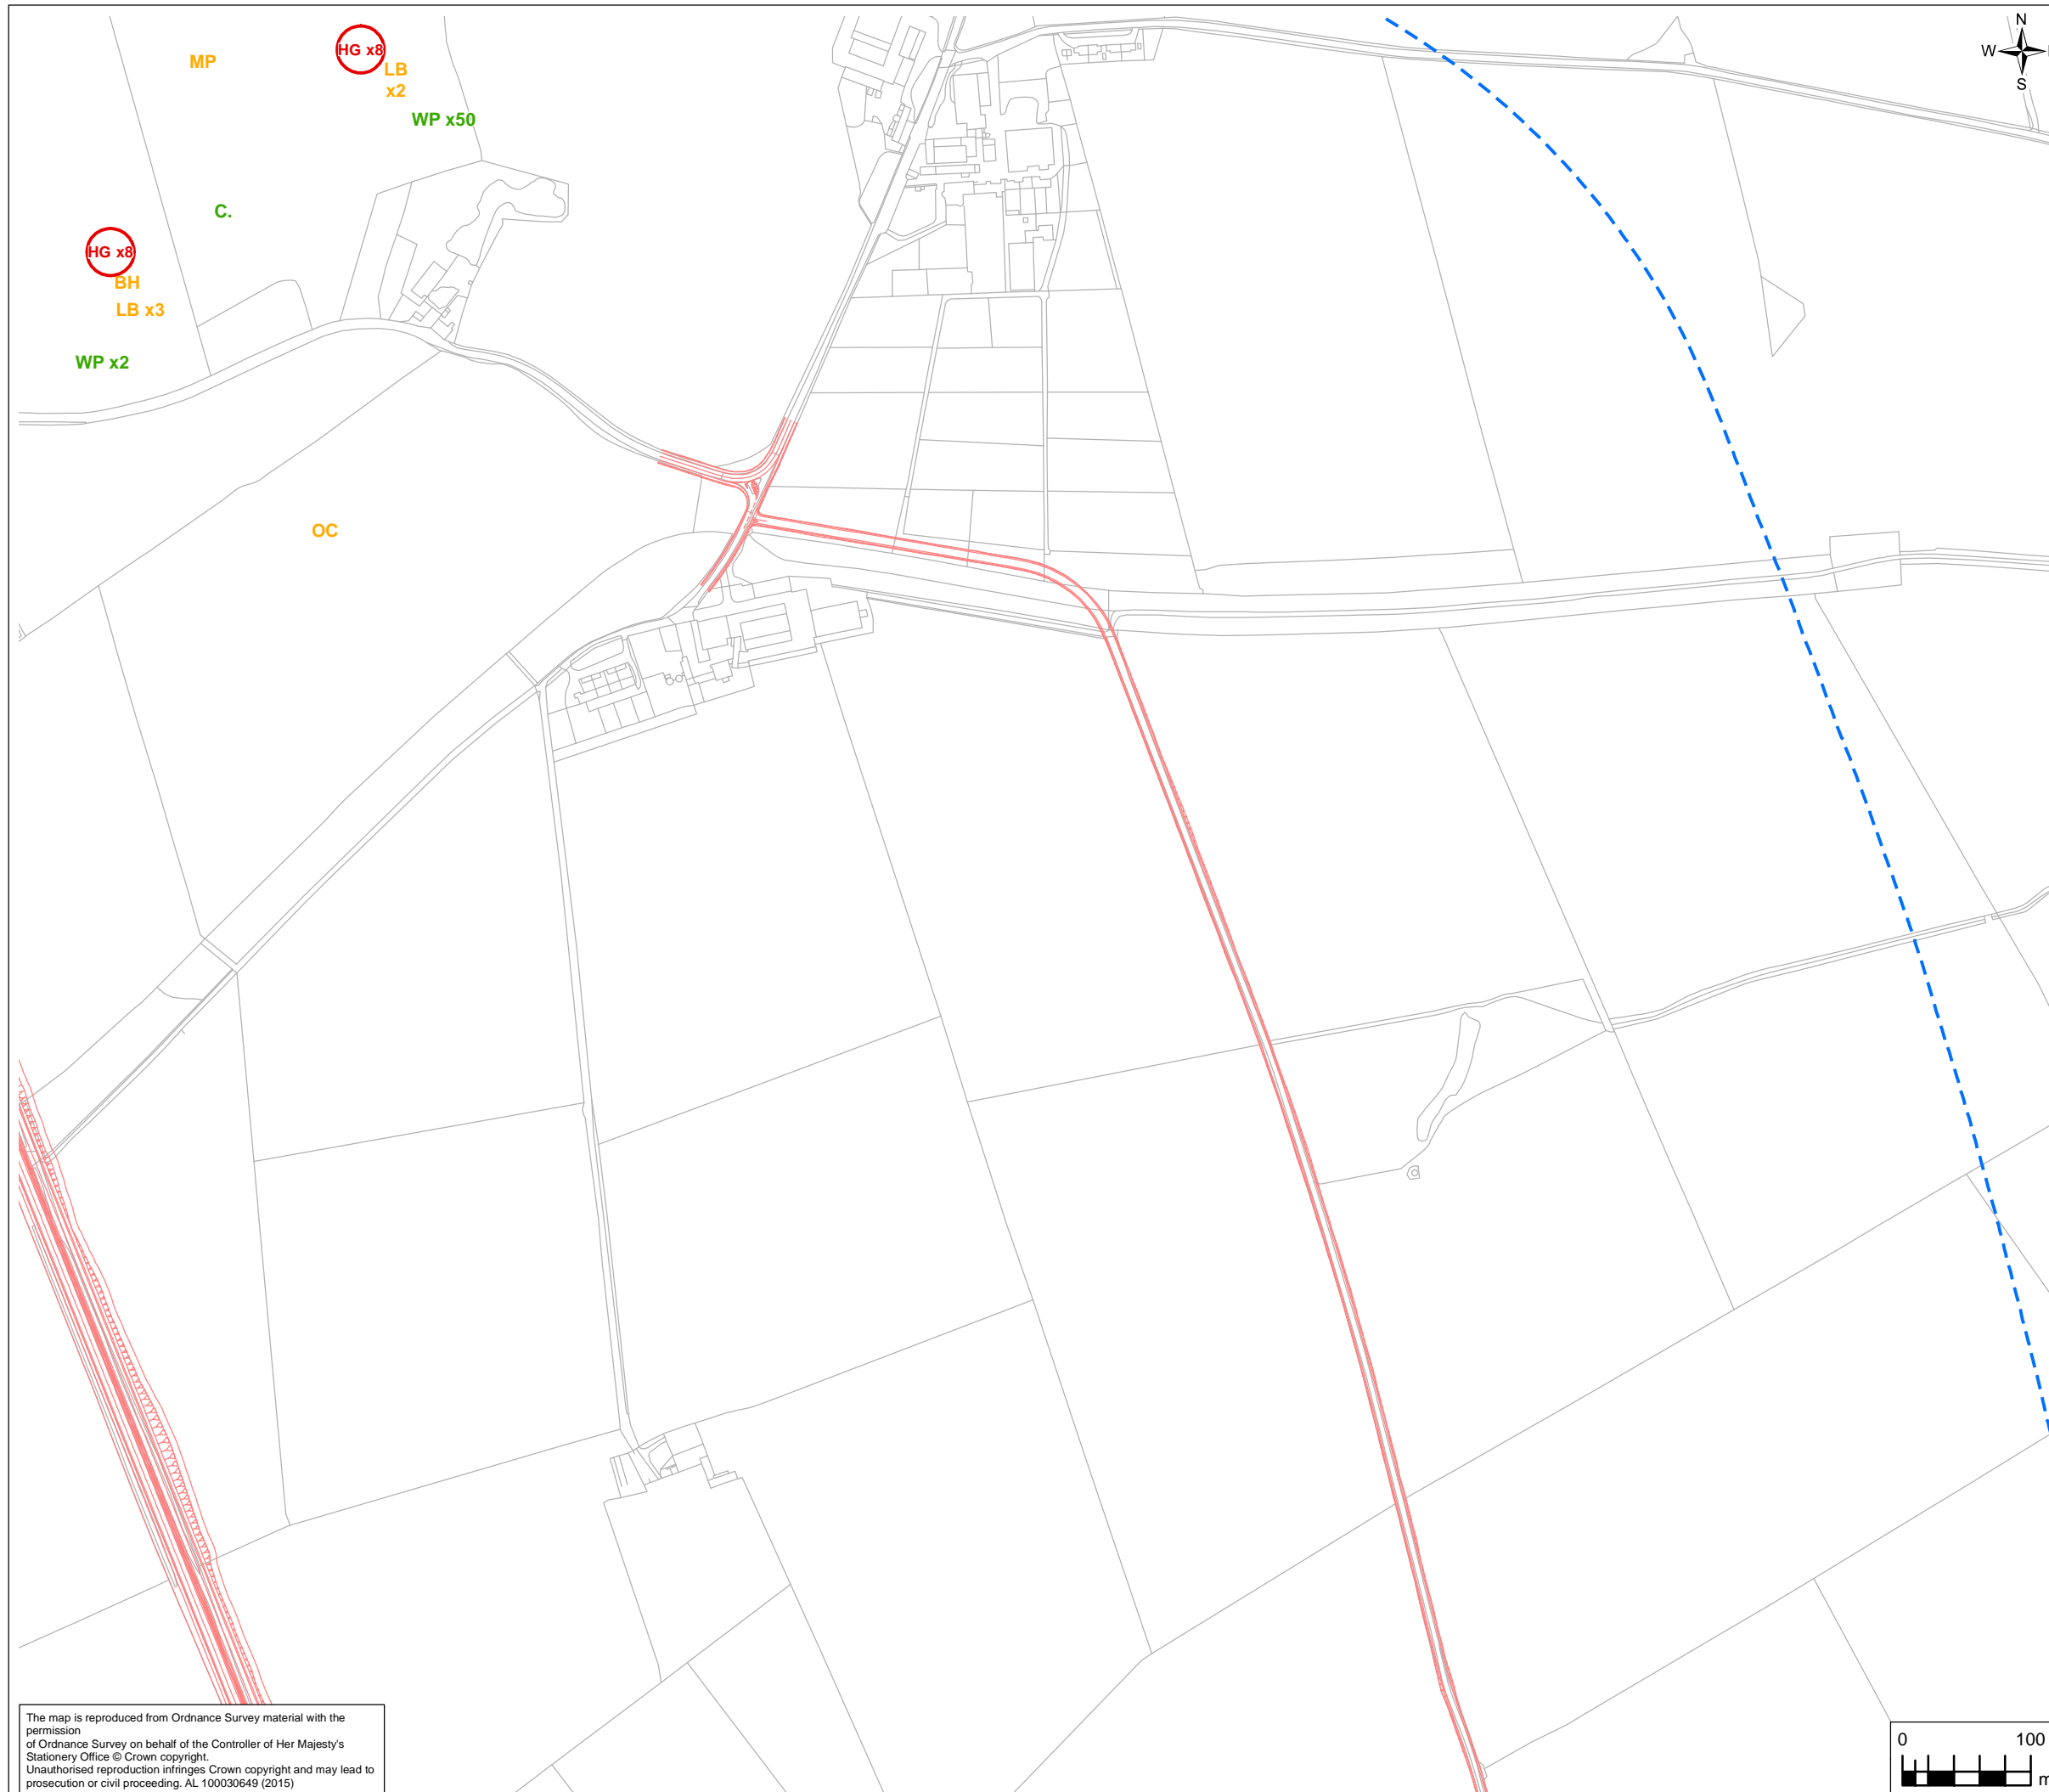 MP
HG x8
LB
x2
WP x50
N
W
S
C.
HG x8
BH
LB x3
WP x2
OC
The map is reproduced from Ordnance Survey material with the
permission
of Ordnance Survey on behalf of the Controller of Her Majesty's
Stationery Office © Crown copyright.
Unauthorised reproduction infringes Crown copyright and may lead to
prosecution or civil proceeding. AL 100030649 (2015)
0 100